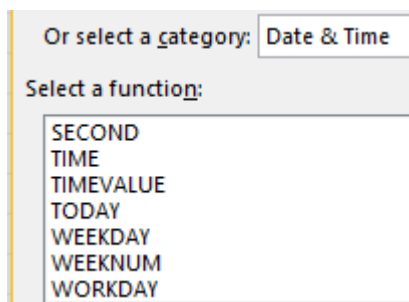 Or select a category: Date & Time
Select a function:
SECOND
TIME
TIMEVALUE
TODAY
WEEKDAY
WEEKNUM
WORKDAY